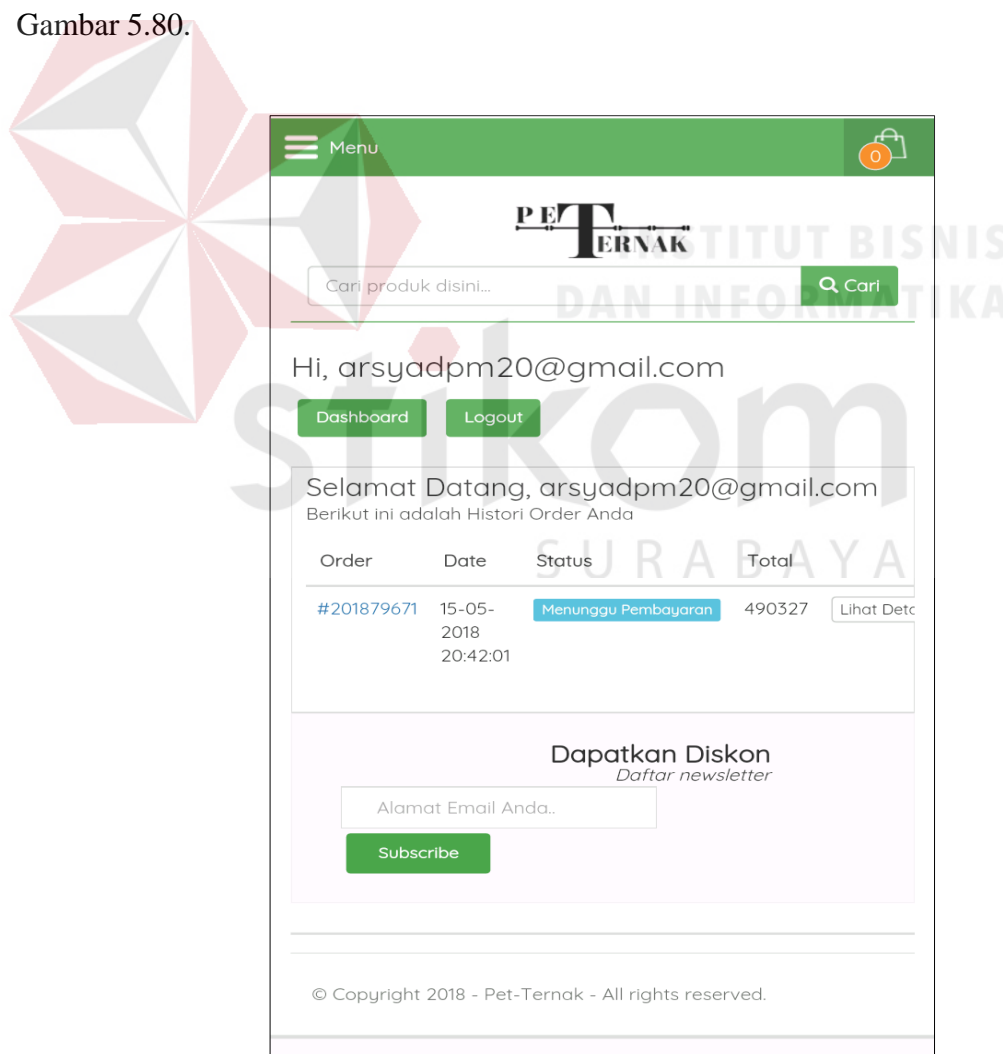 Gambar 5.80.
Menu
0
PET
TERNAK
INSTITUT BISNIS
DAN INFORMATIKA
Cari produk disini...
Cari
Hi, arsyadpm20@gmail.com
Dashboard
Logout
stikom
SURABAYA
Selamat Datang, arsyadpm20@gmail.com
Berikut ini adalah Histori Order Anda
Order Date Status Total
#201879671 15-05- Menunggu Pembayaran 490327 Lihat Deta
2018
20:42:01
Dapatkan Diskon
Daftar newsletter
Alamat Email Anda..
Subscribe
© Copyright 2018 - Pet-Ternak - All rights reserved.